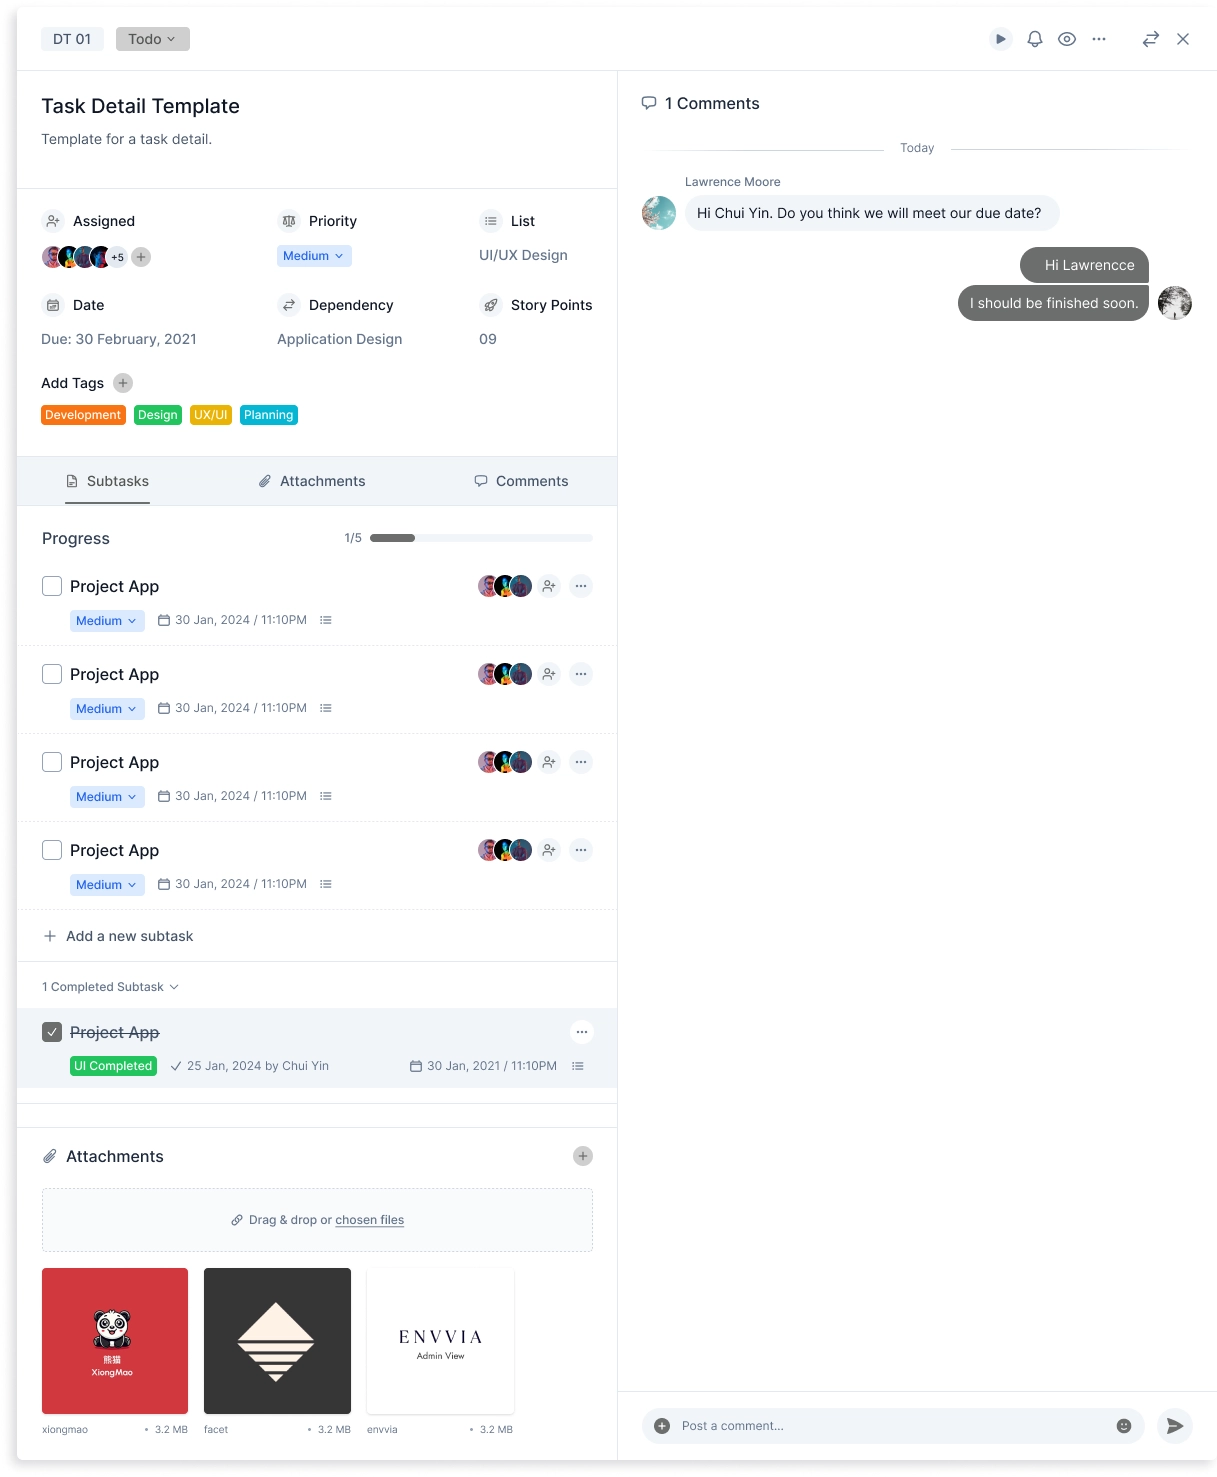 DT 01
Todo
Task Detail Template
Template for a task detail.
Assigned
Priority
List
+5
Medium
UI/UX Design
Date
Dependency
Story Points
Due: 30 February, 2021
Application Design
09
Add Tags
Development
Design
UX/UI
Planning
Subtasks
Attachments
Comments
Progress
1/5
Project App
Medium
30 Jan, 2024 / 11:10PM
Project App
Medium
30 Jan, 2024 / 11:10PM
Project App
Medium
30 Jan, 2024 / 11:10PM
Project App
Medium
30 Jan, 2024 / 11:10PM
Add a new subtask
1 Completed Subtask
Project App
UI Completed
25 Jan, 2024 by Chui Yin
30 Jan, 2021 / 11:10PM
Attachments
Drag & drop or chosen files
熊猫
XiongMao
ENVVIA
Admin View
xiongmao
• 3.2 MB
facet
• 3.2 MB
envvia
• 3.2 MB
1 Comments
Today
Lawrence Moore
Hi Chui Yin. Do you think we will meet our due date?
Hi Lawrencce
I should be finished soon.
Post a comment...